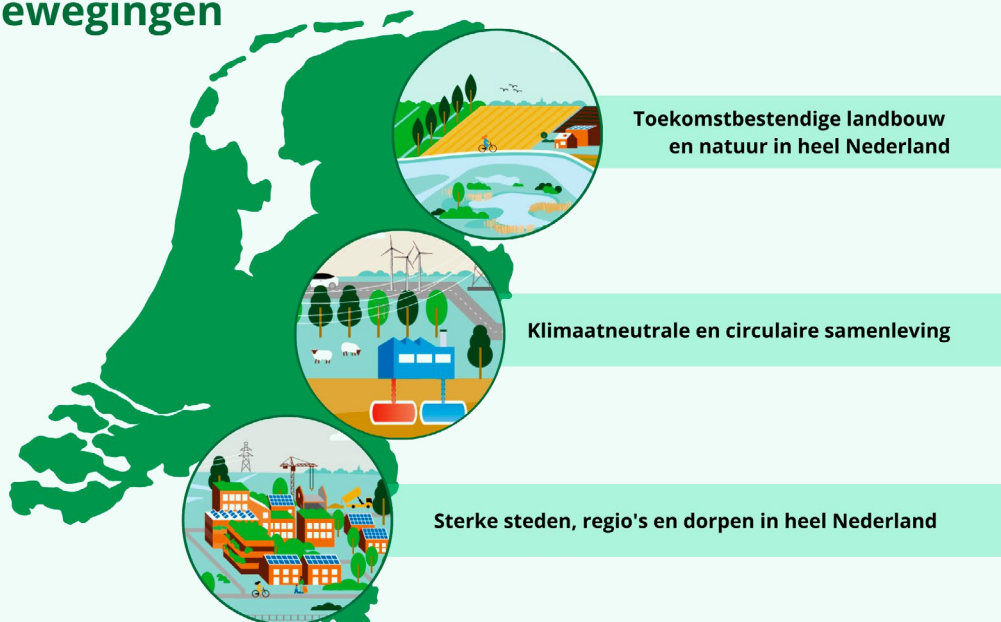 ewegingen
Toekomstbestendige landbouw
en natuur in heel Nederland
Klimaatneutrale en circulaire samenleving
Sterke steden, regio's en dorpen in heel Nederland